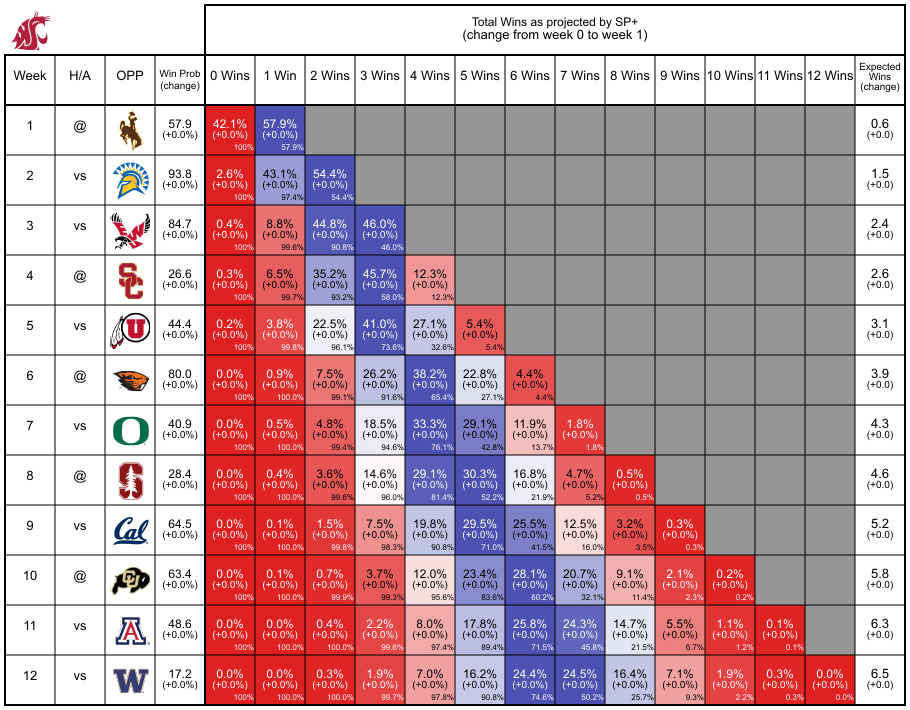 Total Wins as projected by SP+
(change from week 0 to week 1)
Week H/A OPP Win Prob (change) 0 Wins 1 Win 2 Wins 3 Wins 4 Wins 5 Wins 6 Wins 7 Wins 8 Wins 9 Wins 10 Wins 11 Wins 12 Wins Expected Wins (change)
1 @ 57.9 42.1% 57.9% 0.6
(+0.0%) (+0.0%) (+0.0%) (+0.0)
100% 57.9%
2 vs 93.8 2.6% 43.1% 54.4% 1.5
(+0.0%) (+0.0%) (+0.0%) (+0.0%) (+0.0)
100% 97.4% 54.4%
3 vs 84.7 0.4% 8.8% 44.8% 46.0% 2.4
(+0.0%) (+0.0%) (+0.0%) (+0.0%) (+0.0%) (+0.0)
100% 99.6% 90.8% 46.0%
4 @ SC 26.6 0.3% 6.5% 35.2% 45.7% 12.3% 2.6
(+0.0%) (+0.0%) (+0.0%) (+0.0%) (+0.0%) (+0.0%) (+0.0)
100% 99.7% 93.2% 58.0% 12.3%
5 vs U 44.4 0.2% 3.8% 22.5% 41.0% 27.1% 5.4% 3.1
(+0.0%) (+0.0%) (+0.0%) (+0.0%) (+0.0%) (+0.0%) (+0.0%) (+0.0)
100% 99.8% 96.1% 73.6% 32.6% 5.4%
6 @ 80.0 0.0% 0.9% 7.5% 26.2% 38.2% 22.8% 4.4% 3.9
(+0.0%) (+0.0%) (+0.0%) (+0.0%) (+0.0%) (+0.0%) (+0.0%) (+0.0%) (+0.0)
100% 100.0% 99.1% 91.6% 65.4% 27.1% 4.4%
7 vs O 40.9 0.0% 0.5% 4.8% 18.5% 33.3% 29.1% 11.9% 1.8% 4.3
(+0.0%) (+0.0%) (+0.0%) (+0.0%) (+0.0%) (+0.0%) (+0.0%) (+0.0%) (+0.0%) (+0.0)
100% 100.0% 99.4% 94.6% 76.1% 42.8% 13.7% 1.8%
8 @ S 28.4 0.0% 0.4% 3.6% 14.6% 29.1% 30.3% 16.8% 4.7% 0.5% 4.6
(+0.0%) (+0.0%) (+0.0%) (+0.0%) (+0.0%) (+0.0%) (+0.0%) (+0.0%) (+0.0%) (+0.0%) (+0.0)
100% 100.0% 99.6% 96.0% 81.4% 52.2% 21.9% 5.2% 0.5%
9 vs Cal 64.5 0.0% 0.1% 1.5% 7.5% 19.8% 29.5% 25.5% 12.5% 3.2% 0.3% 5.2
(+0.0%) (+0.0%) (+0.0%) (+0.0%) (+0.0%) (+0.0%) (+0.0%) (+0.0%) (+0.0%) (+0.0%) (+0.0%) (+0.0)
100% 100.0% 99.8% 98.3% 90.8% 71.0% 41.5% 16.0% 3.5% 0.3%
10 @ CU 63.4 0.0% 0.1% 0.7% 3.7% 12.0% 23.4% 28.1% 20.7% 9.1% 2.1% 0.2% 5.8
(+0.0%) (+0.0%) (+0.0%) (+0.0%) (+0.0%) (+0.0%) (+0.0%) (+0.0%) (+0.0%) (+0.0%) (+0.0%) (+0.0%) (+0.0)
100% 100.0% 99.9% 99.3% 95.6% 83.6% 60.2% 32.1% 11.4% 2.3% 0.2%
11 vs A 48.6 0.0% 0.0% 0.4% 2.2% 8.0% 17.8% 25.8% 24.3% 14.7% 5.5% 1.1% 0.1% 6.3
(+0.0%) (+0.0%) (+0.0%) (+0.0%) (+0.0%) (+0.0%) (+0.0%) (+0.0%) (+0.0%) (+0.0%) (+0.0%) (+0.0%) (+0.0%) (+0.0)
100% 100.0% 100.0% 99.6% 97.4% 89.4% 71.5% 45.8% 21.5% 6.7% 1.2% 0.1%
12 vs W 17.2 0.0% 0.0% 0.3% 1.9% 7.0% 16.2% 24.4% 24.5% 16.4% 7.1% 1.9% 0.3% 0.0% 6.5
(+0.0%) (+0.0%) (+0.0%) (+0.0%) (+0.0%) (+0.0%) (+0.0%) (+0.0%) (+0.0%) (+0.0%) (+0.0%) (+0.0%) (+0.0%) (+0.0%) (+0.0)
100% 100.0% 100.0% 99.7% 97.8% 90.8% 74.6% 50.2% 25.7% 9.3% 2.2% 0.3% 0.0%